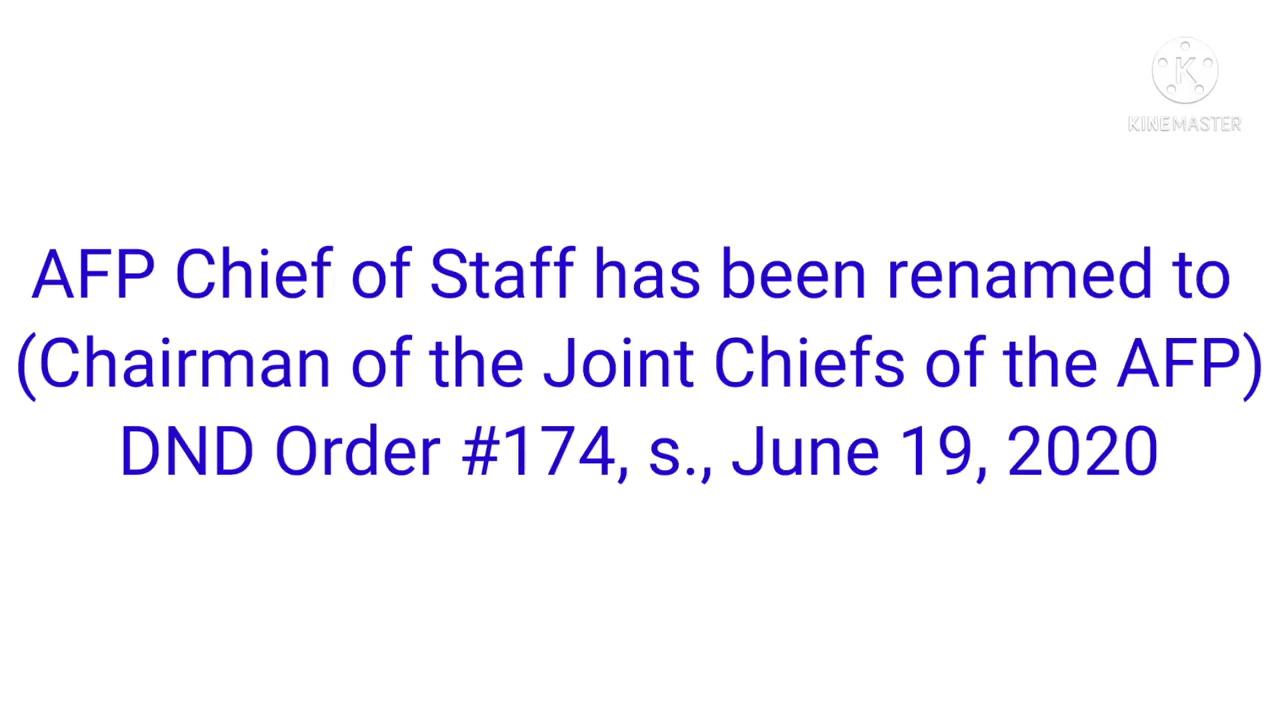 KINEMASTER
AFP Chief of Staff has been renamed to
(Chairman of the Joint Chiefs of the AFP)
DND Order #174, s., June 19, 2020